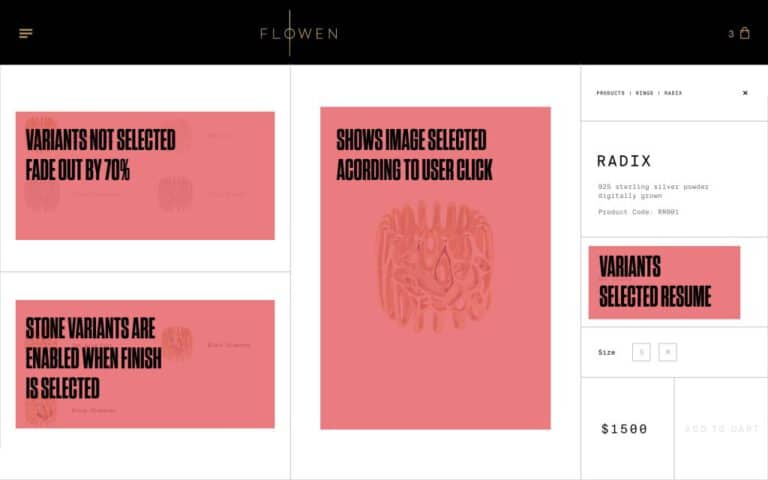 FLOWEN
3
VARIANTS NOT SELECTED
FADE OUT BY 70%
STONE VARIANTS ARE
ENABLED WHEN FINISH
IS SELECTED
Black Diamonds
SHOWS IMAGE SELECTED
ACORDING TO USER CLICK
PRODUCTS / RINGS / RADIX
×
RADIX
925 sterling silver powder
digitally grown
Product Code: RR001
VARIANTS
SELECTED RESUME
Size
S M
$1500
ADD TO CART